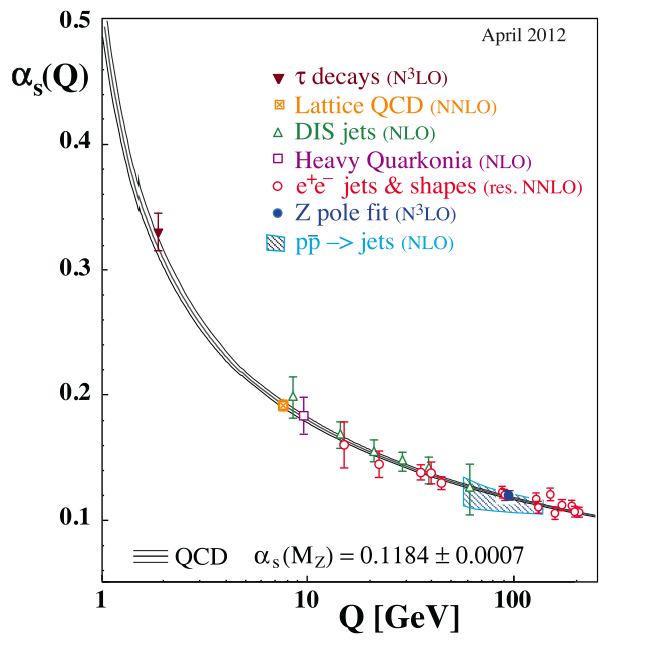 0.5
April 2012
αs(Q)
τ decays (N³LO)
Lattice QCD (NNLO)
0.4
DIS jets (NLO)
Heavy Quarkonia (NLO)
e⁺e⁻ jets & shapes (res. NNLO)
Z pole fit (N³LO)
pp̅ –> jets (NLO)
0.3
0.2
0.1
QCD αs(MZ) = 0.1184 ± 0.0007
1 10 100
Q [GeV]